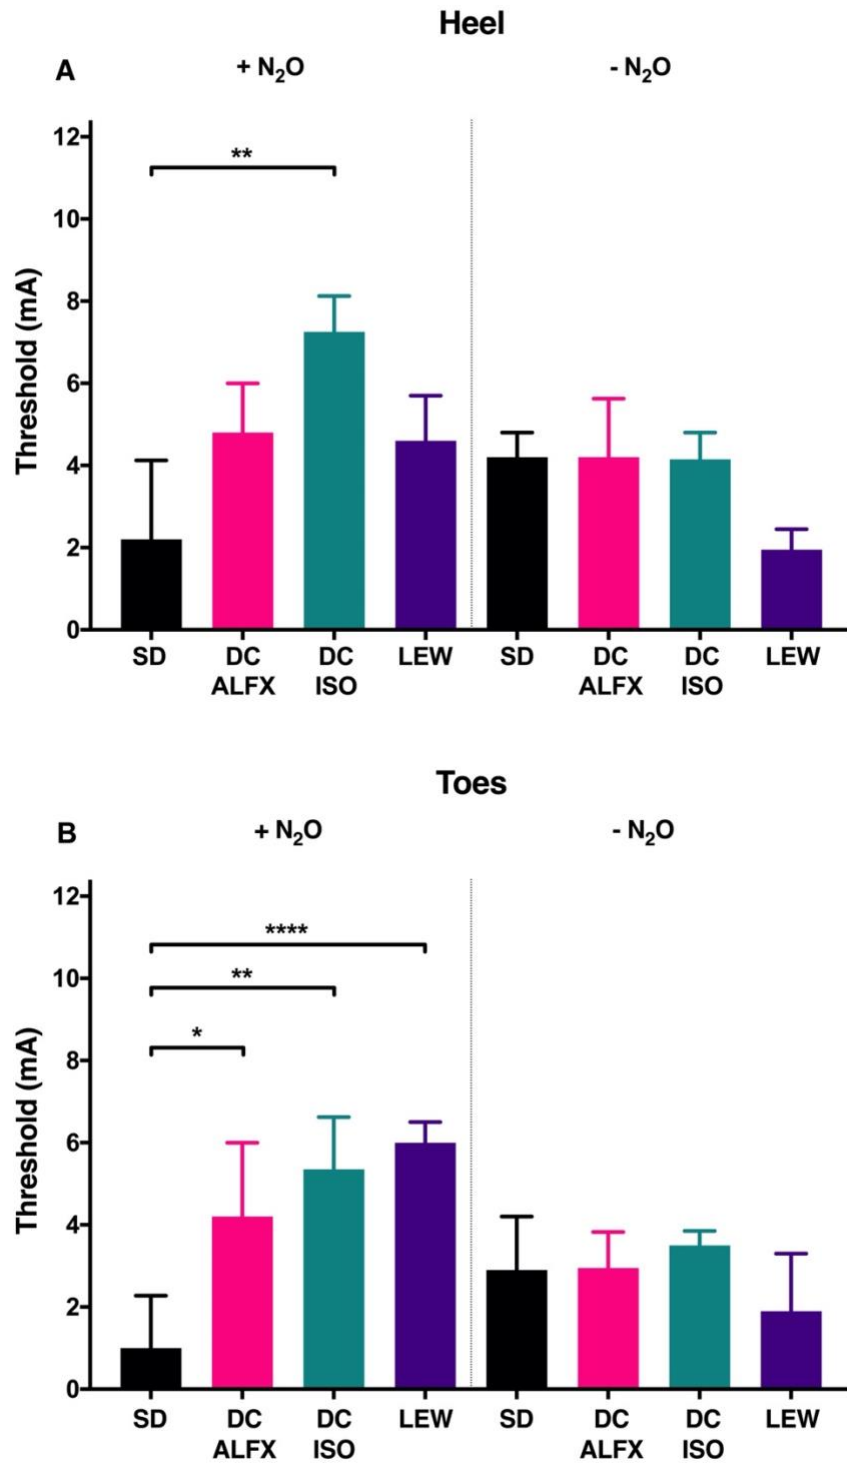 Heel
A
+ N₂O
- N₂O
**
12
10
8
6
4
2
0
Threshold (mA)
SD
DC ALFX
DC ISO
LEW
SD
DC ALFX
DC ISO
LEW
Toes
B
+ N₂O
- N₂O
****
**
*
12
10
8
6
4
2
0
Threshold (mA)
SD
DC ALFX
DC ISO
LEW
SD
DC ALFX
DC ISO
LEW